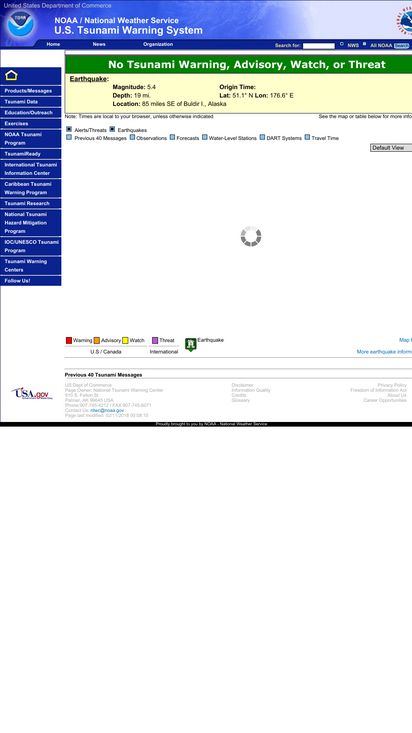 United States Department of Commerce
NOAA / National Weather Service
U.S. Tsunami Warning System
Home News Organization Search for: NWS All NOAA Search
No Tsunami Warning, Advisory, Watch, or Threat
Earthquake:
Magnitude: 5.4 Origin Time:
Depth: 19 mi. Lat: 51.1° N Lon: 176.6° E
Location: 85 miles SE of Buldir I., Alaska
Note: Times are local to your browser, unless otherwise indicated See the map or table below for more info
Alerts/Threats Earthquakes
Previous 40 Messages Observations Forecasts Water-Level Stations DART Systems Travel Time
Default View
Products/Messages
Tsunami Data
Education/Outreach
Exercises
NOAA Tsunami
Program
TsunamiReady
International Tsunami
Information Center
Caribbean Tsunami
Warning Program
Tsunami Research
National Tsunami
Hazard Mitigation
Program
IOC/UNESCO Tsunami
Program
Tsunami Warning
Centers
Follow Us!
Warning Advisory Watch Threat Earthquake Map
U.S / Canada International More earthquake inform
Previous 40 Tsunami Messages
USA.gov
US Dept of Commerce
Page Owner: National Tsunami Warning Center
910 S. Felton St.
Palmer, AK 99645 USA
Phone:907-745-4212 / FAX:907-745-6071
Contact Us: ntwc@noaa.gov
Disclaimer
Information Quality
Credits
Glossary
Privacy Policy
Freedom of Information Act
About Us
Career Opportunities
Proudly brought to you by NOAA - National Weather Service